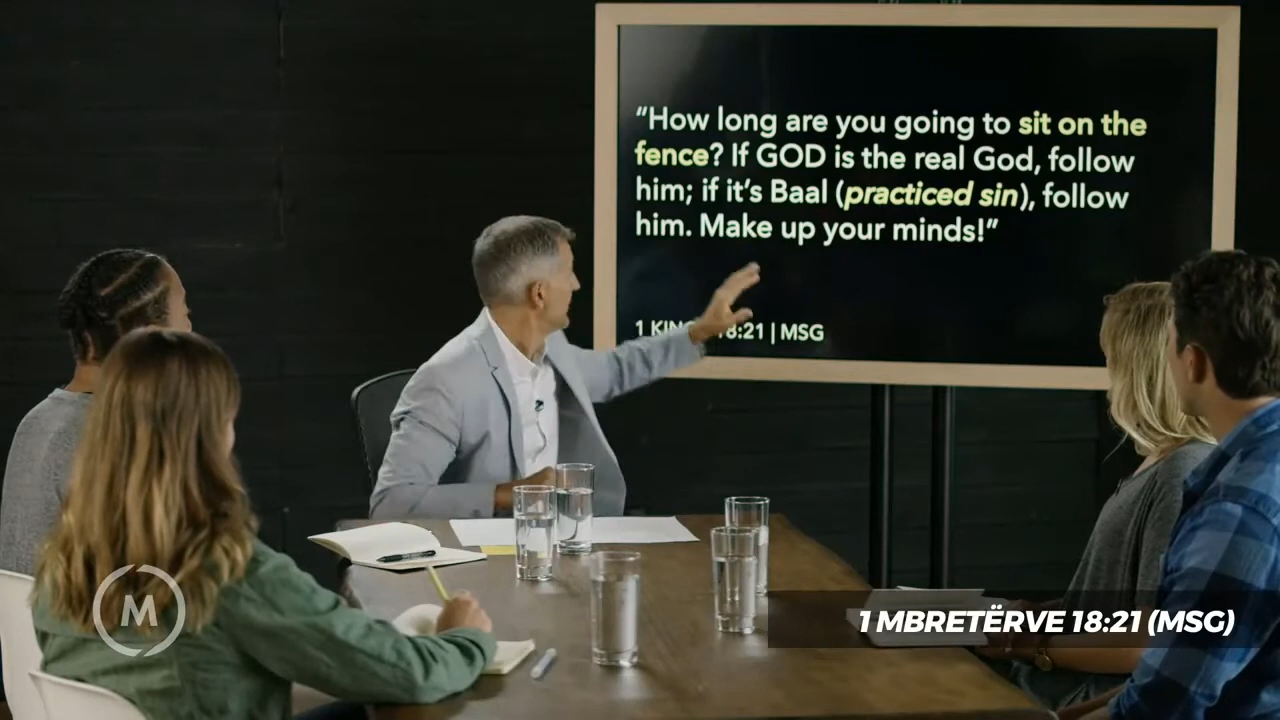 “How long are you going to sit on the
fence? If GOD is the real God, follow
him; if it’s Baal (practiced sin), follow
him. Make up your minds!”
1 18:21 | MSG
M
1 MBRETËRVE 18:21 (MSG)